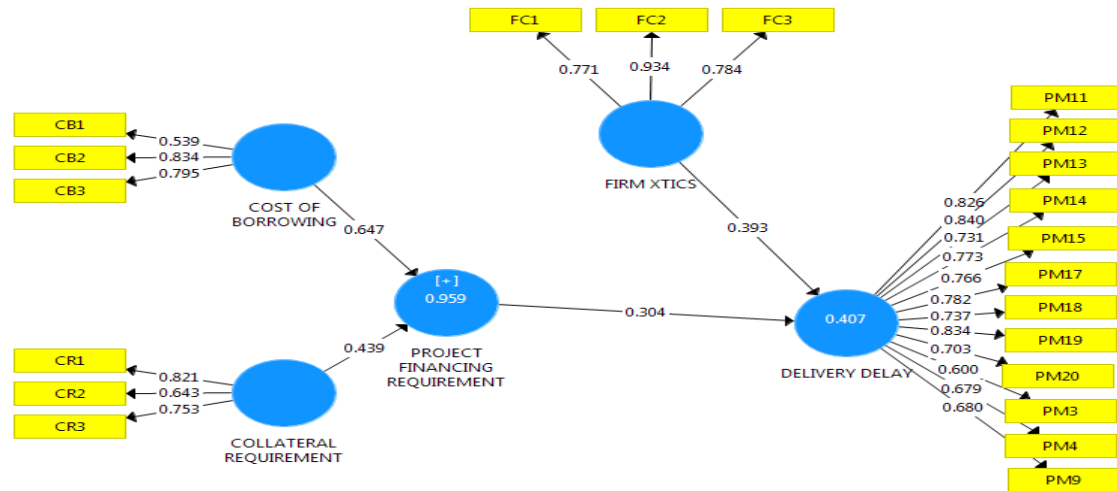 FC1
FC2
FC3
0.771
0.934
0.784
FIRM XTICS
0.393
CB1
CB2
CB3
0.539
0.834
0.795
COST OF
BORROWING
0.647
[+]
0.959
PROJECT
FINANCING
REQUIREMENT
0.304
CR1
CR2
CR3
0.821
0.643
0.753
COLLATERAL
REQUIREMENT
0.439
0.407
DELIVERY DELAY
0.826
0.840
0.731
0.773
0.766
0.782
0.737
0.834
0.703
0.600
0.679
0.680
PM11
PM12
PM13
PM14
PM15
PM17
PM18
PM19
PM20
PM3
PM4
PM9